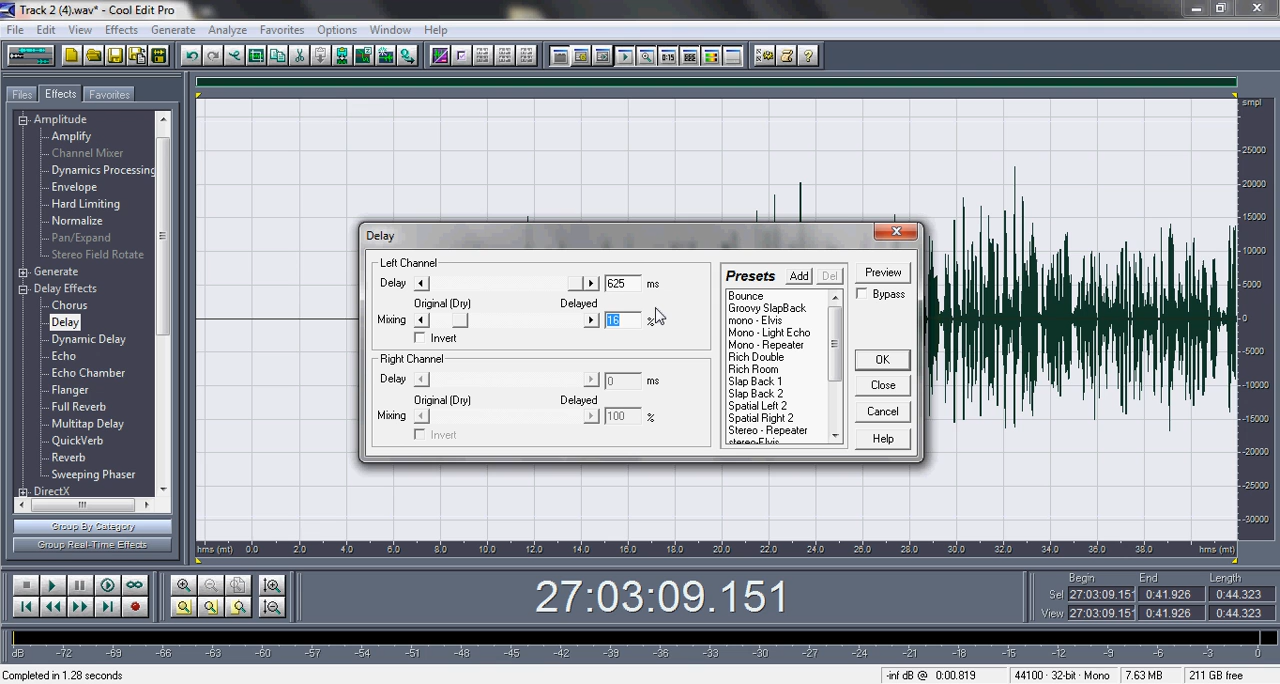 Track 2 (4).wav* - Cool Edit Pro
File Edit View Effects Generate Analyze Favorites Options Window Help
Files Effects Favorites
Amplitude
Amplify
Channel Mixer
Dynamics Processing
Envelope
Hard Limiting
Normalize
Pan/Expand
Stereo Field Rotate
Generate
Delay Effects
Chorus
Delay
Dynamic Delay
Echo
Echo Chamber
Flanger
Full Reverb
Multitap Delay
QuickVerb
Reverb
Sweeping Phaser
DirectX
Group By Category
Group Real-Time Effects
Delay
Left Channel
Delay 625 ms
Original (Dry) Delayed
Mixing 16 %
Invert
Right Channel
Delay 0 ms
Original (Dry) Delayed
Mixing 100 %
Invert
Presets Add Del
Bounce
Groovy SlapBack
mono - Elvis
Mono - Light Echo
Mono - Repeater
Rich Double
Rich Room
Slap Back 1
Slap Back 2
Spatial Left 2
Spatial Right 2
Stereo - Repeater
stereo-Elvis
Preview
Bypass
OK
Close
Cancel
Help
smpl
25000
20000
15000
10000
5000
0
-5000
-10000
-15000
-20000
-25000
-30000
hms (mt) 0.0 2.0 4.0 6.0 8.0 10.0 12.0 14.0 16.0 18.0 20.0 22.0 24.0 26.0 28.0 30.0 32.0 34.0 36.0 38.0 hms (mt)
27:03:09.151
Begin End Length
Sel 27:03:09.151 0:41.926 0:44.323
View 27:03:09.151 0:41.926 0:44.323
dB -72 -69 -66 -63 -60 -57 -54 -51 -48 -45 -42 -39 -36 -33 -30 -27 -24 -21 -18 -15 -12 -9 -6 -3 0
Completed in 1.28 seconds
-inf dB @ 0:00.819 44100 · 32-bit · Mono 7.63 MB 211 GB free